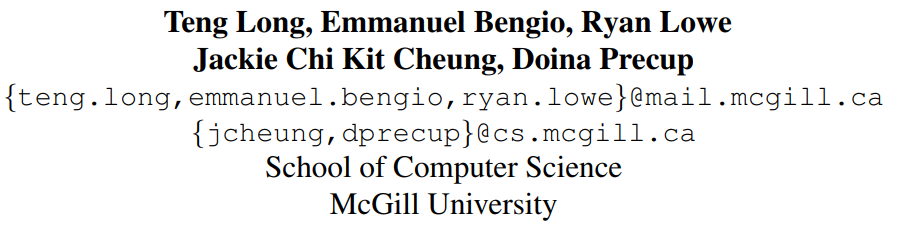 Teng Long, Emmanuel Bengio, Ryan Lowe
Jackie Chi Kit Cheung, Doina Precup
{teng.long,emmanuel.bengio,ryan.lowe}@mail.mcgill.ca
{jcheung,dprecup}@cs.mcgill.ca
School of Computer Science
McGill University